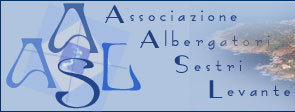 A
A S L
Associazione
Albergatori
Sestri
Levante